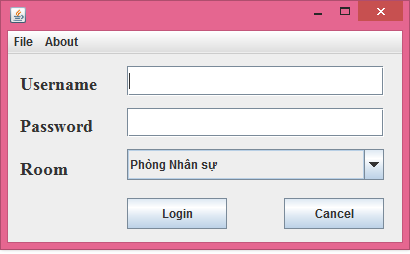 File About
Username
Password
Room Phòng Nhân sự
Login Cancel